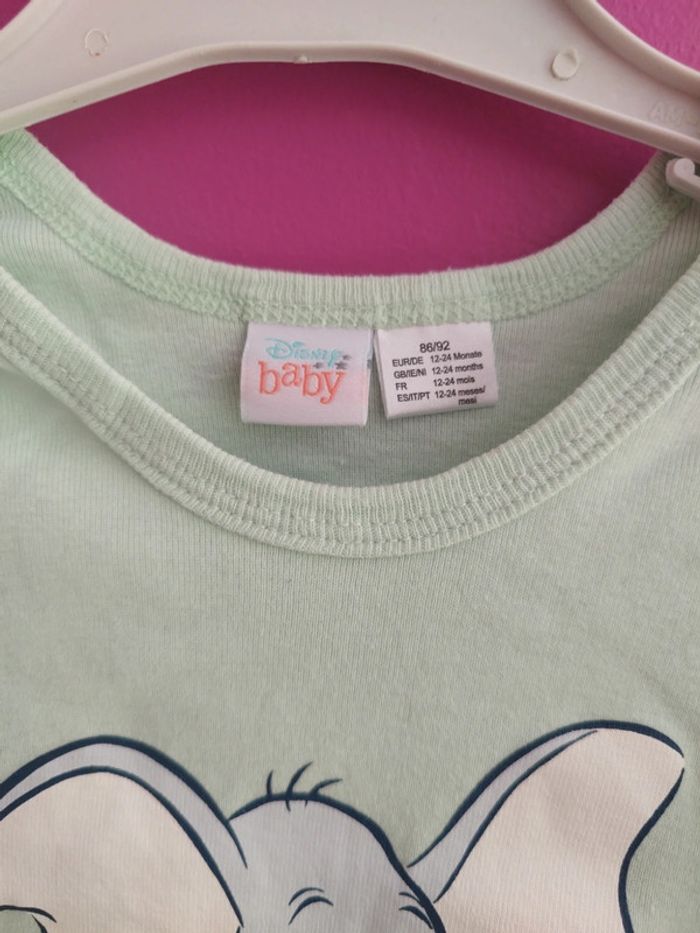 Disney
baby
86/92
EUR/DE 12-24 Monate
GB/IE/NI 12-24 months
FR 12-24 mois
ES/IT/PT 12-24 meses/
mesi